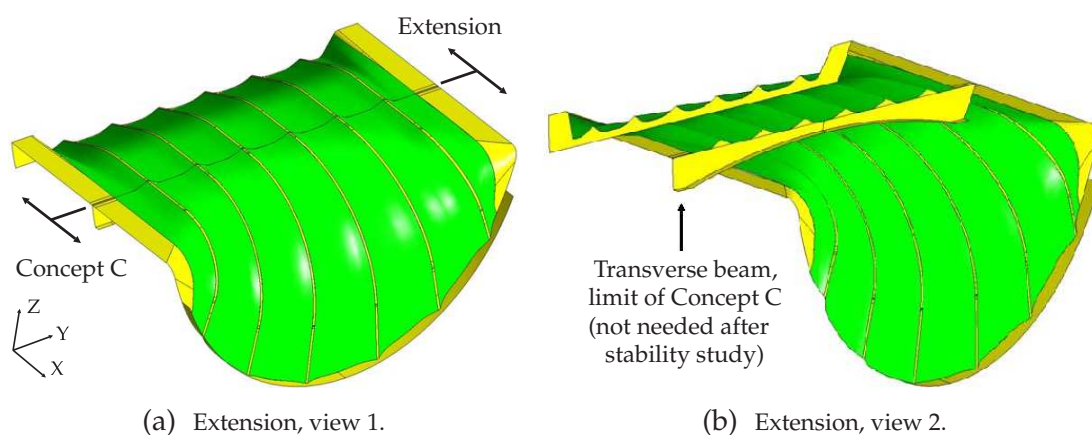 Extension
Concept C
Z
Y
X
Transverse beam,
limit of Concept C
(not needed after
stability study)
(a) Extension, view 1.
(b) Extension, view 2.